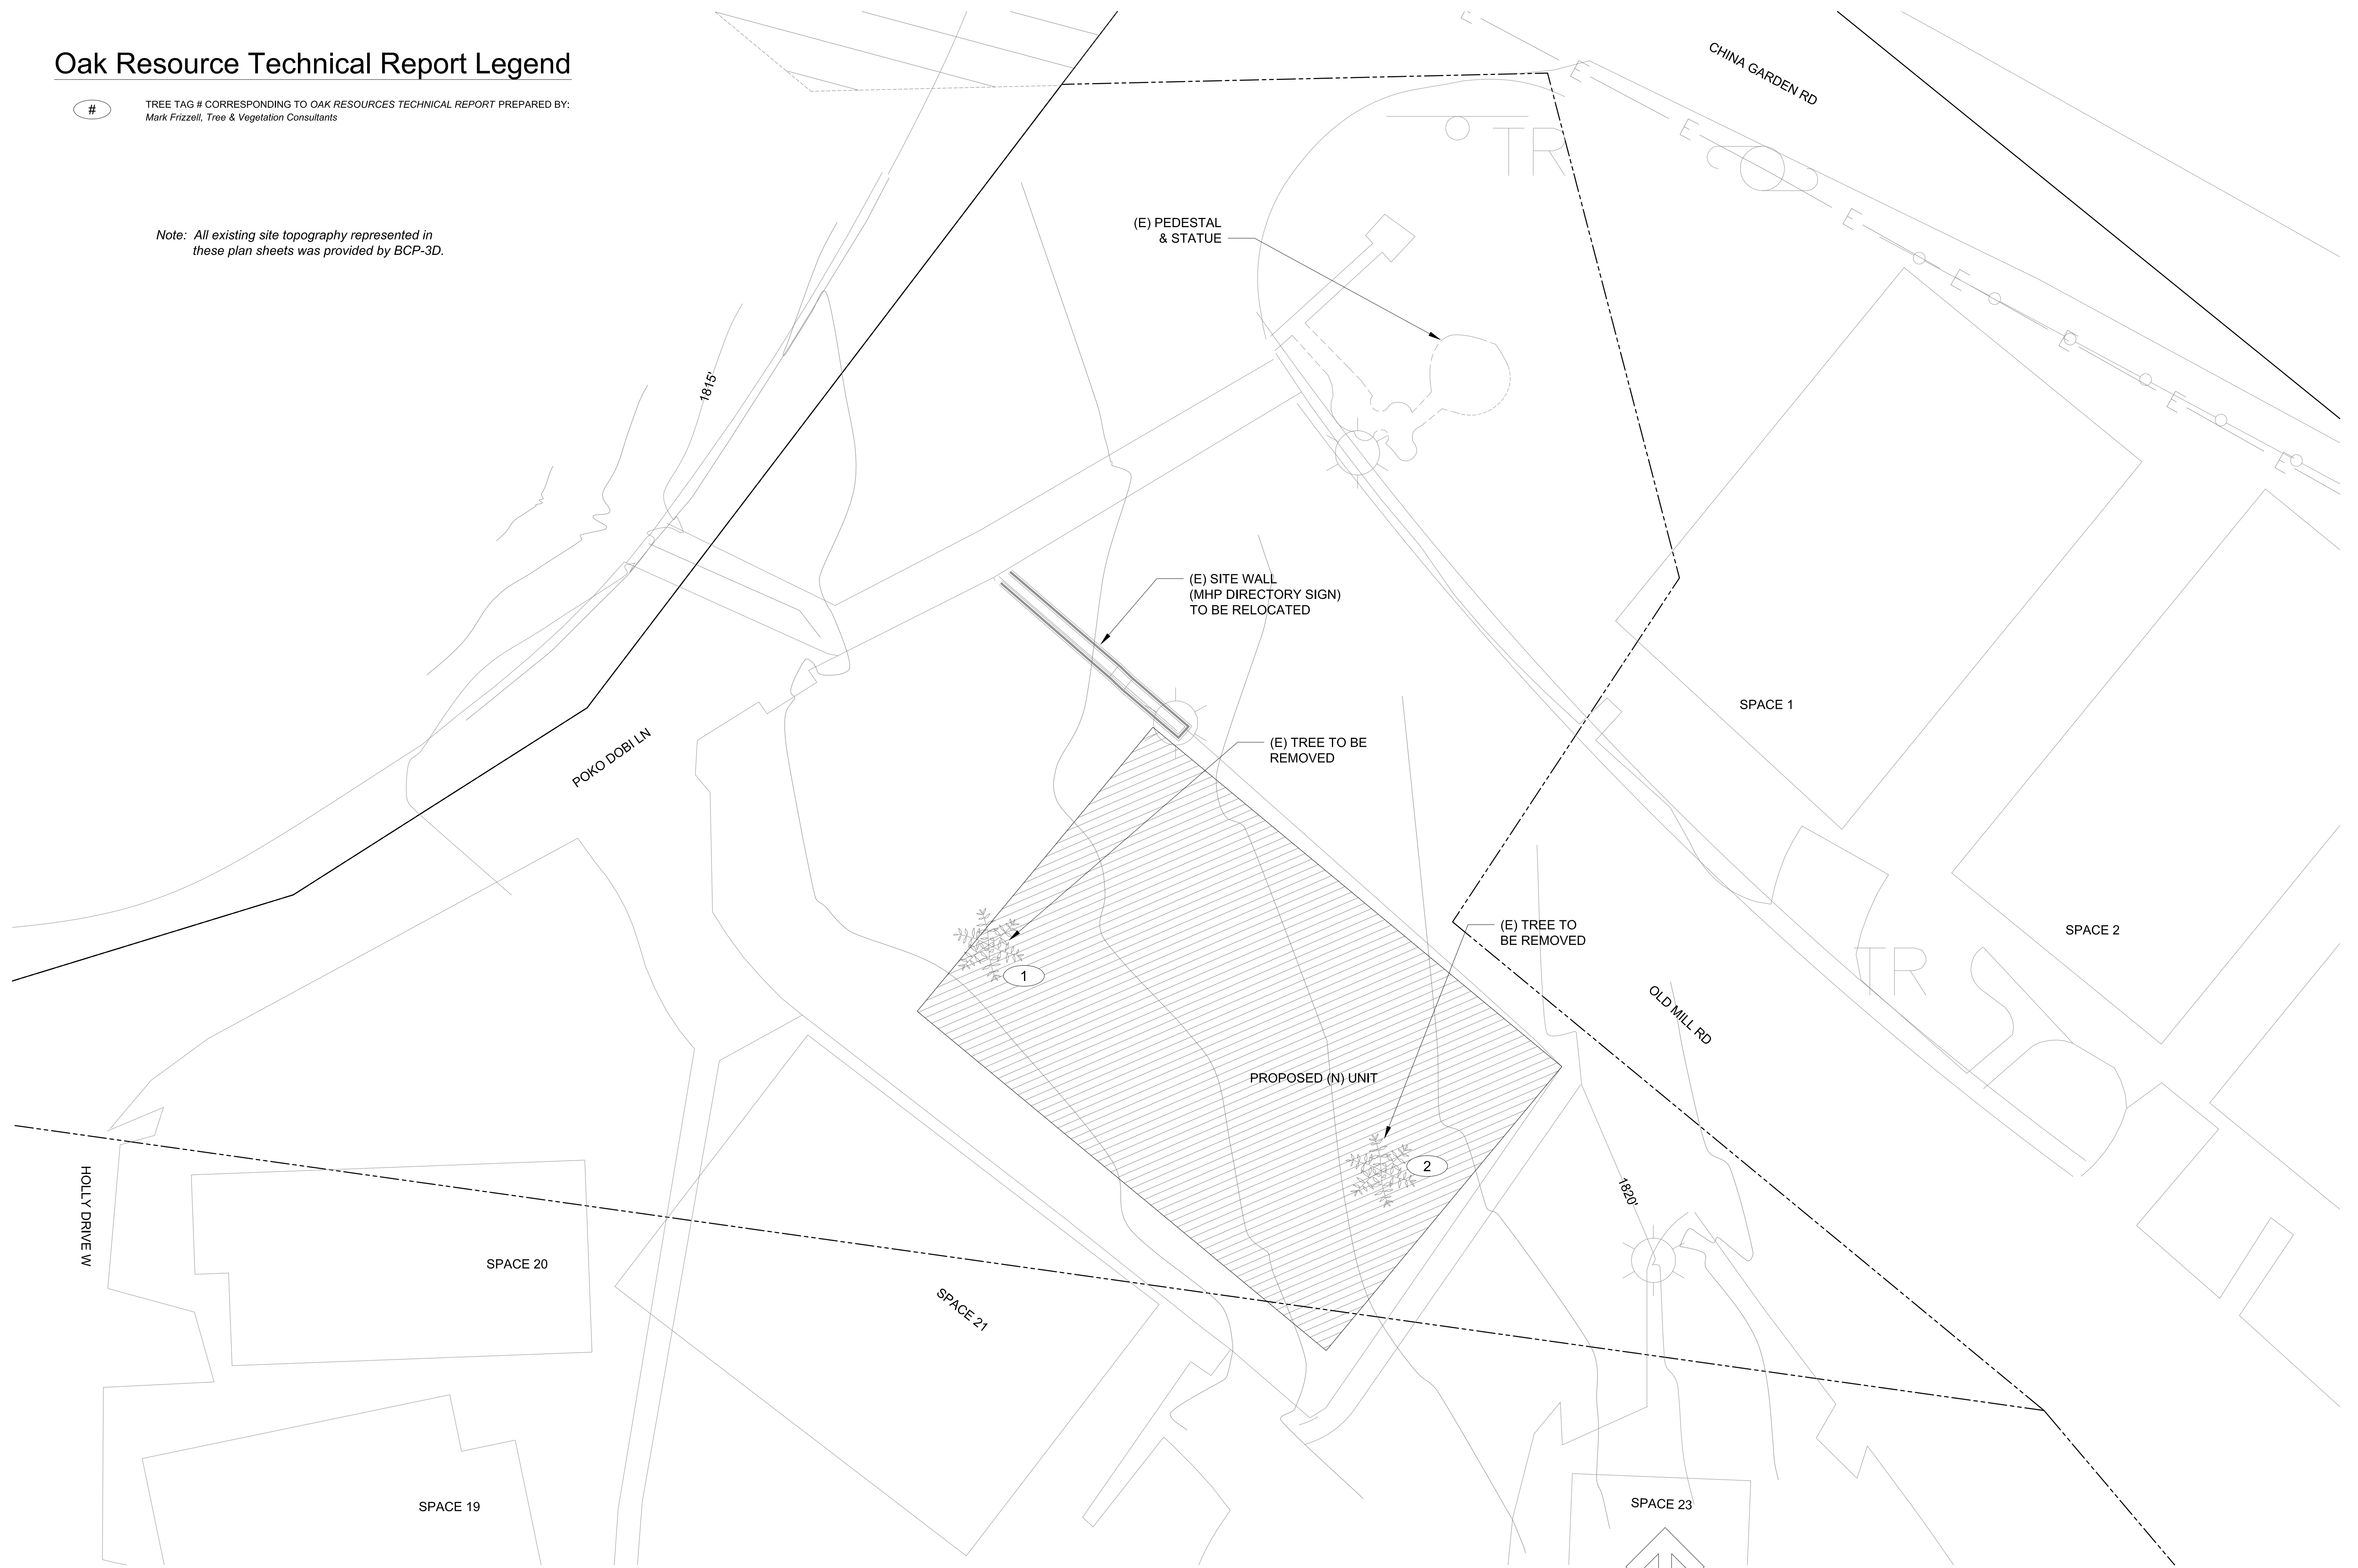 Oak Resource Technical Report Legend
#
TREE TAG # CORRESPONDING TO OAK RESOURCES TECHNICAL REPORT PREPARED BY:
Mark Frizzell, Tree & Vegetation Consultants
Note: All existing site topography represented in
these plan sheets was provided by BCP-3D.
CHINA GARDEN RD
E
E
E
E
E
E
E
E
TR
(E) PEDESTAL
& STATUE
1815'
(E) SITE WALL
(MHP DIRECTORY SIGN)
TO BE RELOCATED
SPACE 1
POKO DOBI LN
(E) TREE TO BE
REMOVED
(E) TREE TO
BE REMOVED
SPACE 2
1
TR
OLD MILL RD
PROPOSED (N) UNIT
2
1820'
HOLLY DRIVE W
SPACE 20
SPACE 21
SPACE 19
SPACE 23